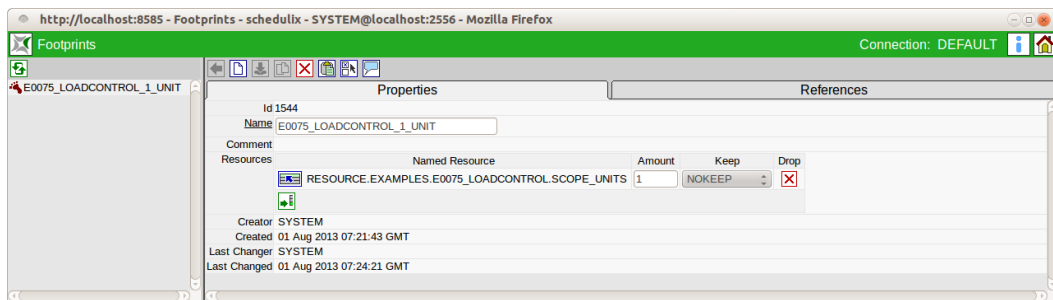 http://localhost:8585 - Footprints - schedulix - SYSTEM@localhost:2556 - Mozilla Firefox
Footprints Connection: DEFAULT
E0075_LOADCONTROL_1_UNIT
Properties References
Id 1544
Name E0075_LOADCONTROL_1_UNIT
Comment
Resources Named Resource Amount Keep Drop
RESOURCE.EXAMPLES.E0075_LOADCONTROL.SCOPE_UNITS 1 NOKEEP
Creator SYSTEM
Created 01 Aug 2013 07:21:43 GMT
Last Changer SYSTEM
Last Changed 01 Aug 2013 07:24:21 GMT